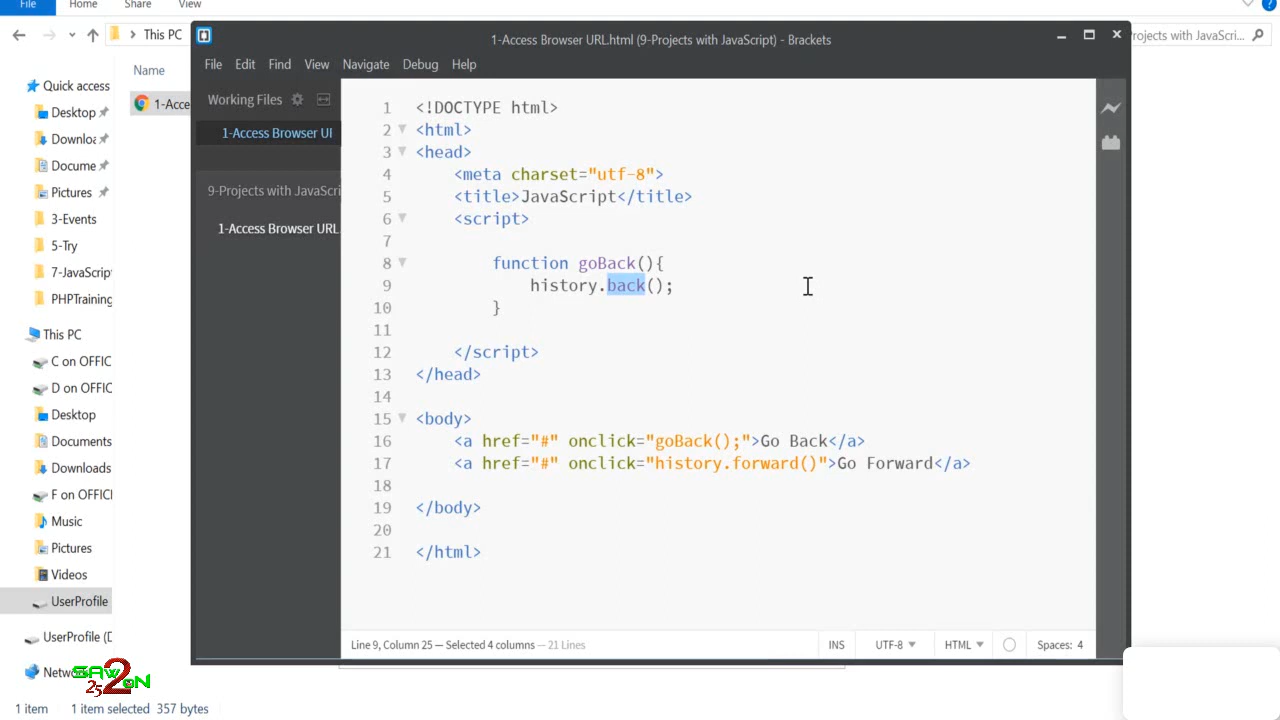 File Home Share View
This PC
Projects with JavaScri...
1-Access Browser URL.html (9-Projects with JavaScript) - Brackets
File Edit Find View Navigate Debug Help
Name
1-Acce
Quick access
Desktop
Downloa
Docume
Pictures
3-Events
5-Try
7-JavaScript
PHPTraining
This PC
C on OFFIC
D on OFFIC
Desktop
Documents
Downloads
F on OFFICI
Music
Pictures
Videos
UserProfile
UserProfile (D
Netw
Working Files
1-Access Browser UI
9-Projects with JavaScri
1-Access Browser URL
1 <!DOCTYPE html>
2 <html>
3 <head>
4 <meta charset="utf-8">
5 <title>JavaScript</title>
6 <script>
7
8 function goBack(){
9 history.back();
10 }
11
12 </script>
13 </head>
14
15 <body>
16 <a href="#" onclick="goBack();">Go Back</a>
17 <a href="#" onclick="history.forward()">Go Forward</a>
18
19 </body>
20
21 </html>
Line 9, Column 25 — Selected 4 columns — 21 Lines
INS UTF-8 HTML Spaces: 4
1 item 1 item selected 357 bytes